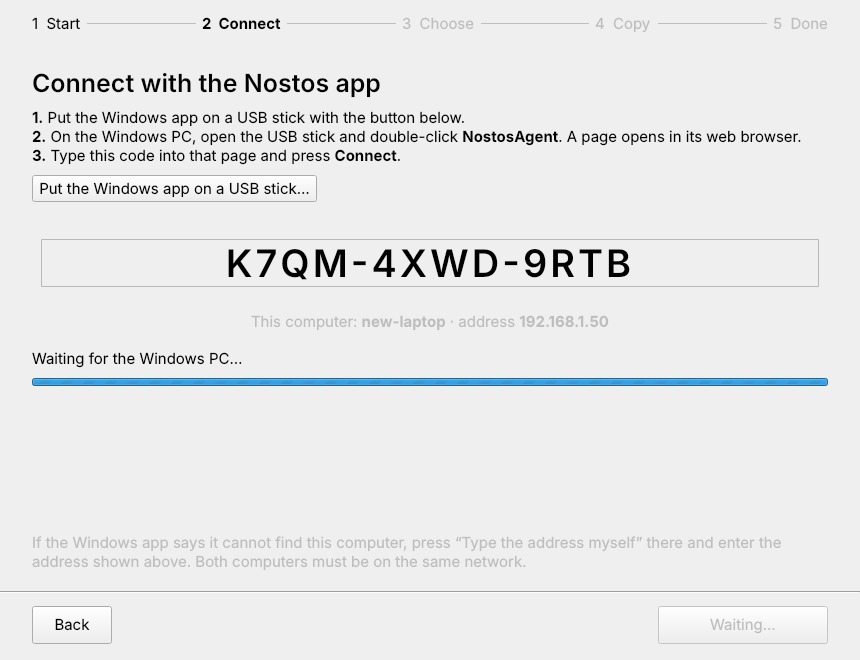 1 Start 2 Connect 3 Choose 4 Copy 5 Done
Connect with the Nostos app
1. Put the Windows app on a USB stick with the button below.
2. On the Windows PC, open the USB stick and double-click NostosAgent. A page opens in its web browser.
3. Type this code into that page and press Connect.
Put the Windows app on a USB stick...
K7QM-4XWD-9RTB
This computer: new-laptop · address 192.168.1.50
Waiting for the Windows PC...
If the Windows app says it cannot find this computer, press “Type the address myself” there and enter the
address shown above. Both computers must be on the same network.
Back Waiting...